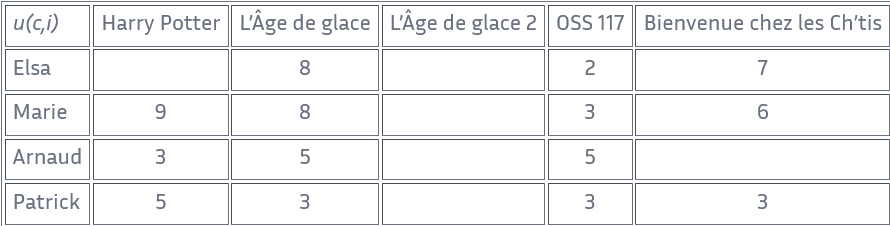 u(c,i) Harry Potter L’Âge de glace L’Âge de glace 2 OSS 117 Bienvenue chez les Ch’tis
Elsa 8 2 7
Marie 9 8 3 6
Arnaud 3 5 5
Patrick 5 3 3 3